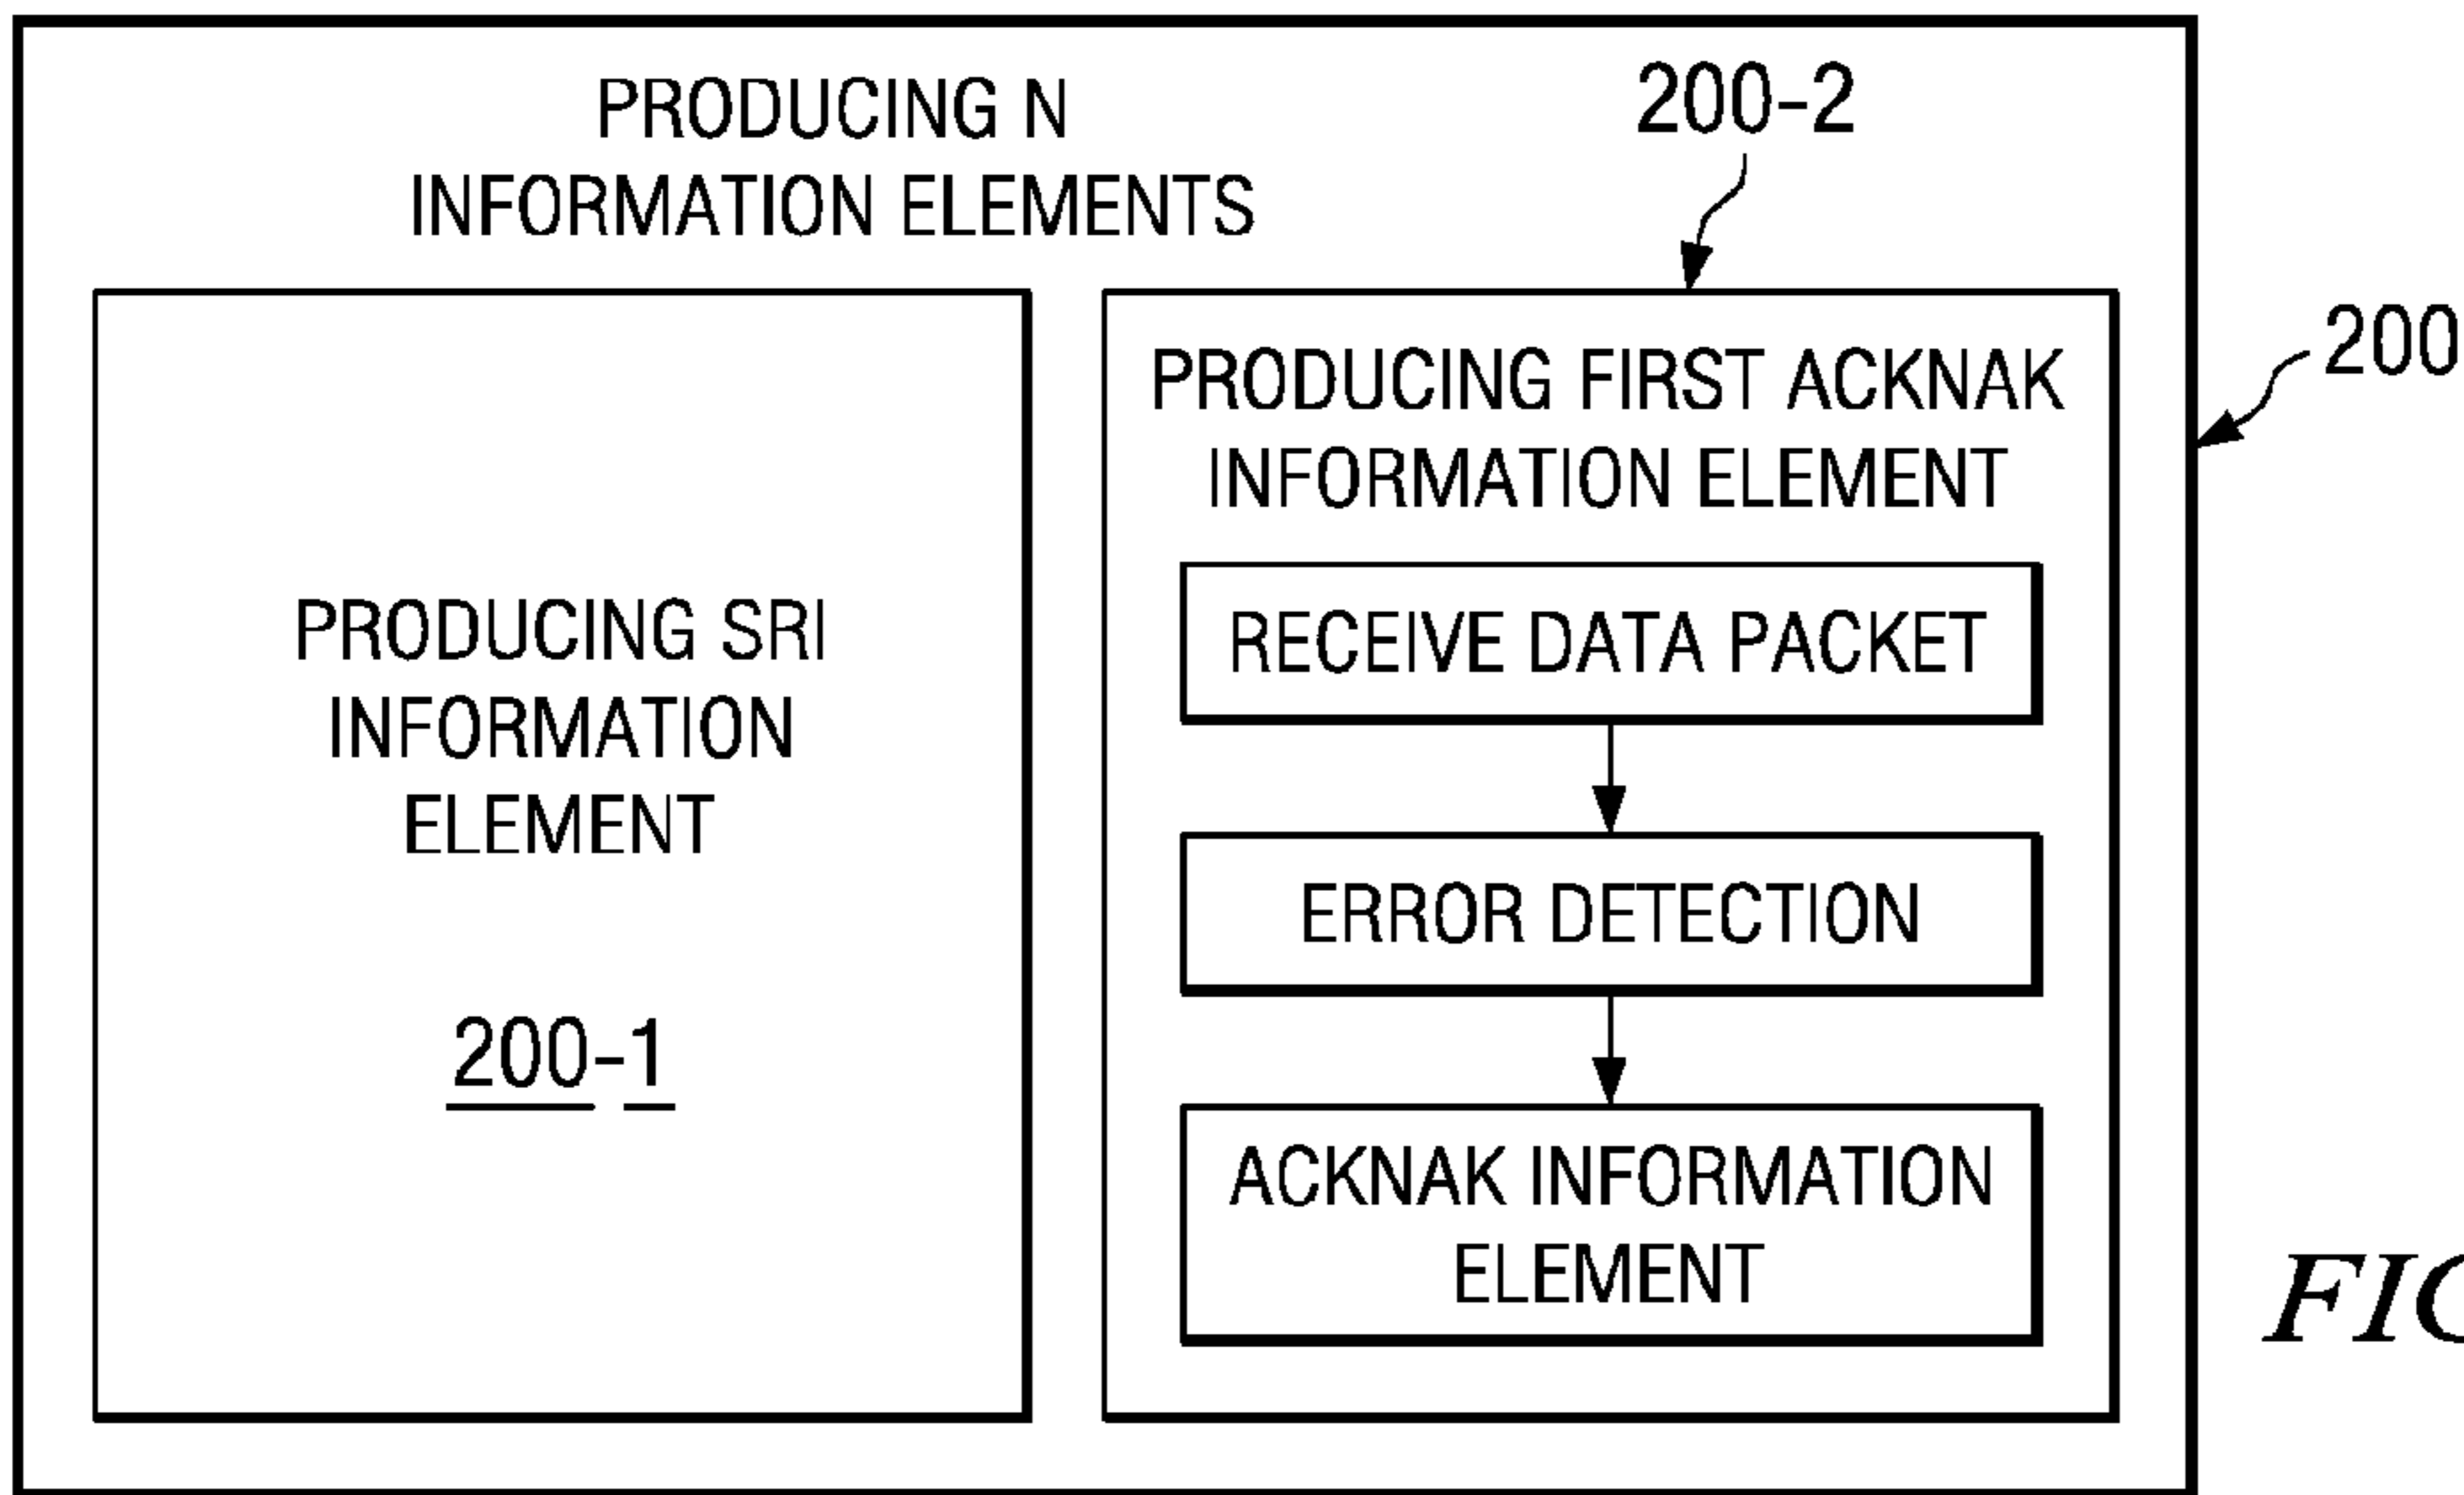 PRODUCING N
INFORMATION ELEMENTS
200-2
200
PRODUCING SRI
INFORMATION
ELEMENT
200-1
PRODUCING FIRST ACKNAK
INFORMATION ELEMENT
RECEIVE DATA PACKET
ERROR DETECTION
ACKNAK INFORMATION
ELEMENT